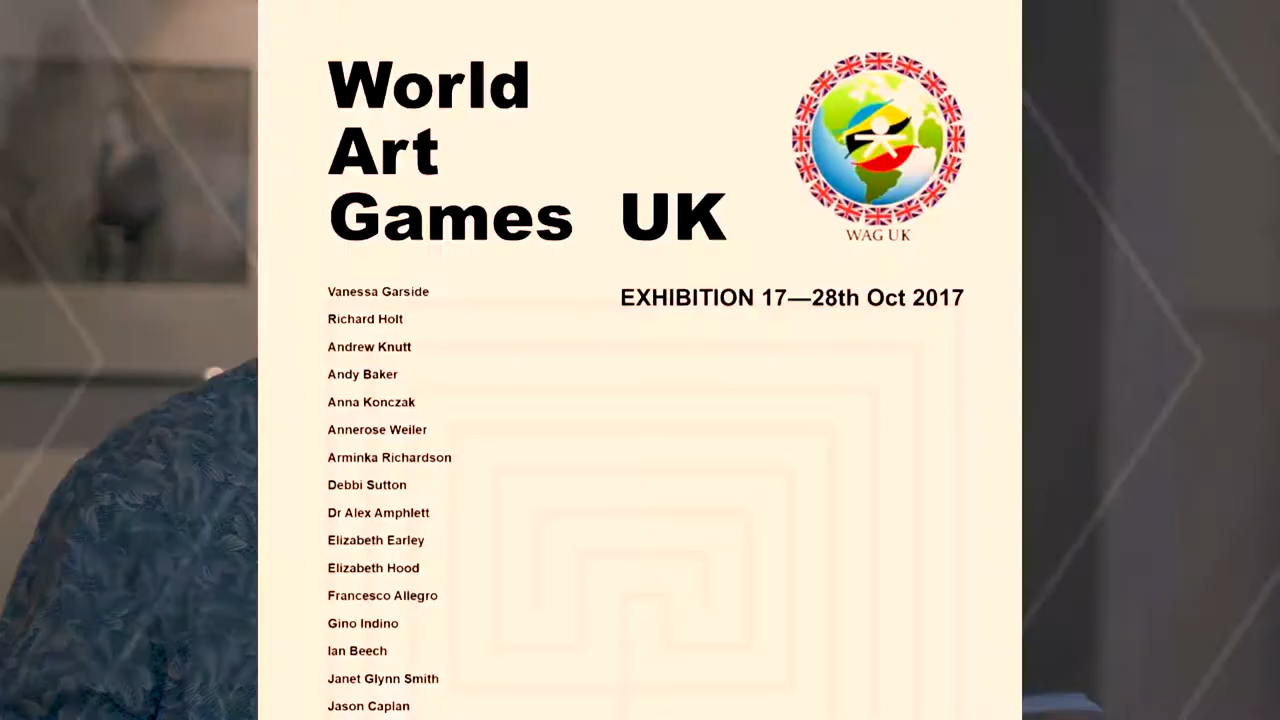 World
Art
Games UK
WAG UK
EXHIBITION 17—28th Oct 2017
Vanessa Garside
Richard Holt
Andrew Knutt
Andy Baker
Anna Konczak
Annerose Weiler
Arminka Richardson
Debbi Sutton
Dr Alex Amphlett
Elizabeth Earley
Elizabeth Hood
Francesco Allegro
Gino Indino
Ian Beech
Janet Glynn Smith
Jason Caplan